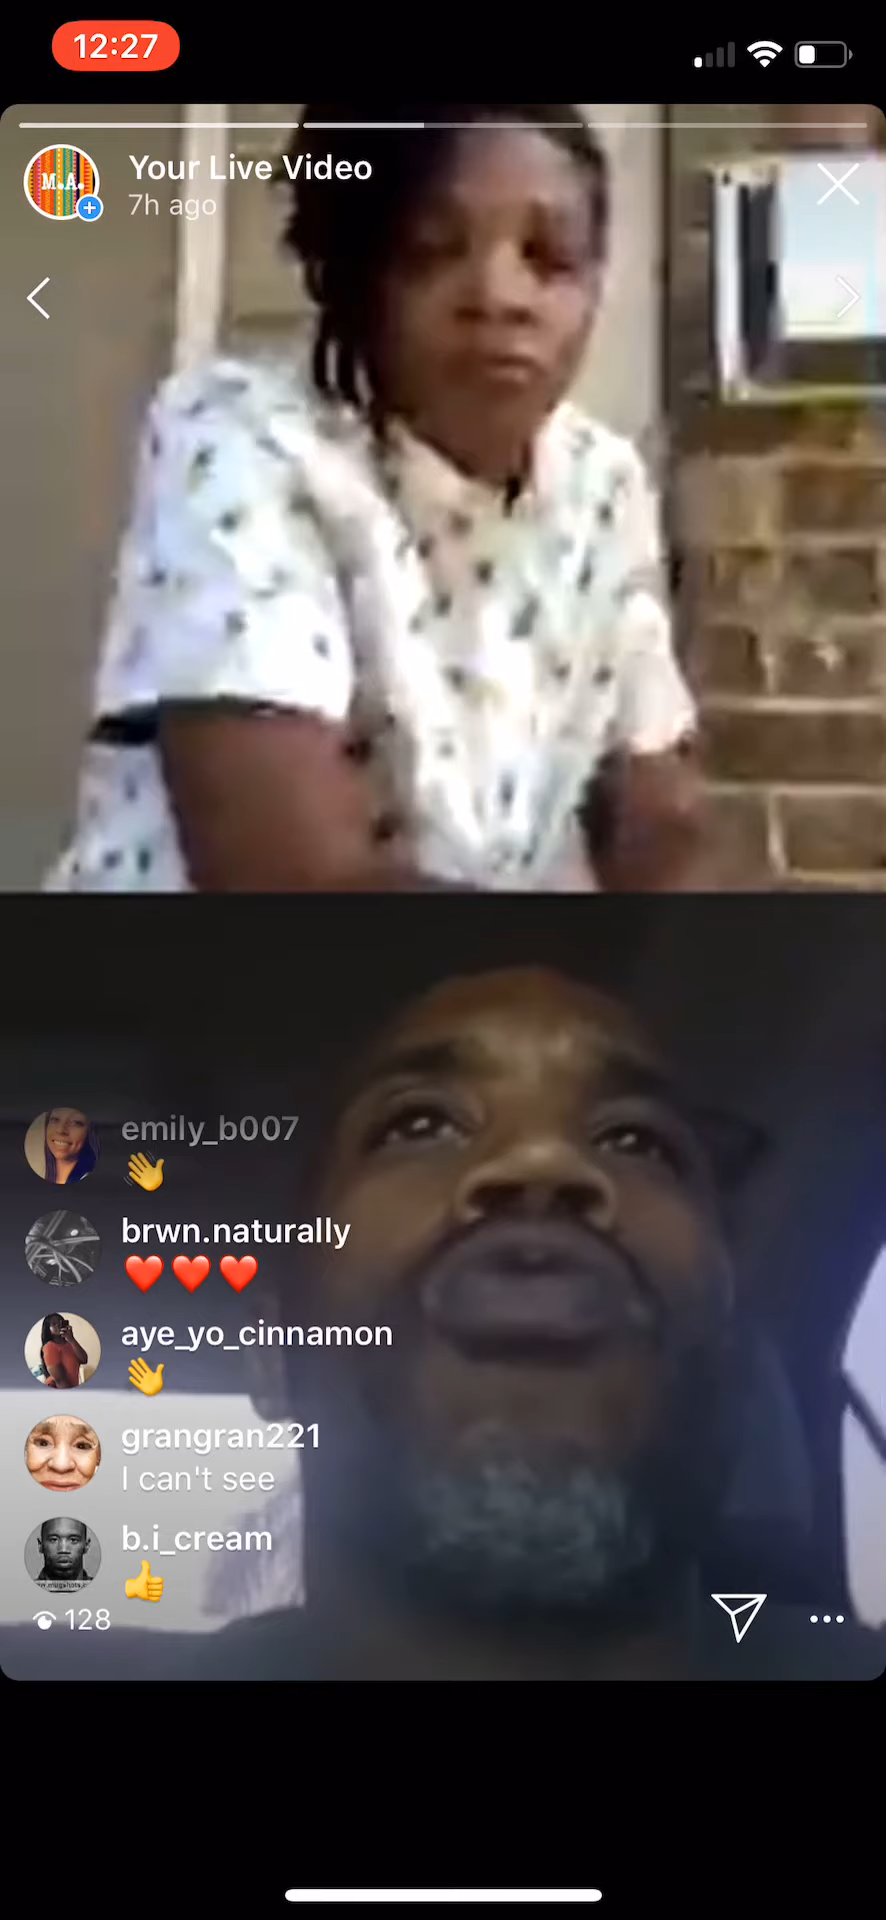 12:27
M.A.
Your Live Video
7h ago
emily_b007
👋
brwn.naturally
❤️❤️❤️
aye_yo_cinnamon
👋
grangran221
I can't see
b.i_cream
👍
128